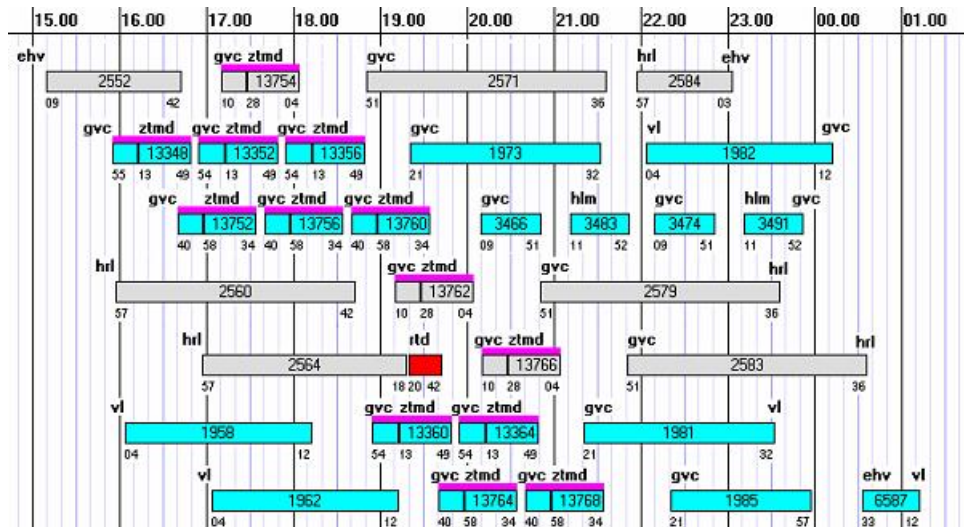 15.00 16.00 17.00 18.00 19.00 20.00 21.00 22.00 23.00 00.00 01.00
ehv gvc ztmd gvc hrl ehv
2552 13754 2571 2584
09 42 10 28 04 51 36 57 03
gvc ztmd gvc ztmd gvc ztmd gvc vl gvc
13348 13352 13356 1973 1982
55 13 49 54 13 49 54 13 49 21 32 04 12
gvc ztmd gvc ztmd gvc ztmd gvc hlm gvc hlm gvc
13752 13756 13760 3466 3483 3474 3491
40 58 34 40 58 34 40 58 34 09 51 11 52 09 51 11 52
hrl gvc ztmd gvc hrl
2560 13762 2579
57 42 10 28 04 51 36
hrl rtd gvc ztmd gvc hrl
2564 13766 2583
57 18 20 42 10 28 04 51 36
vl gvc ztmd gvc ztmd gvc vl
1958 13360 13364 1981
04 12 54 13 49 54 13 49 21 32
vl gvc ztmd gvc ztmd gvc ehv vl
1962 13764 13768 1985 6587
04 12 40 58 34 40 58 34 21 57 33 12